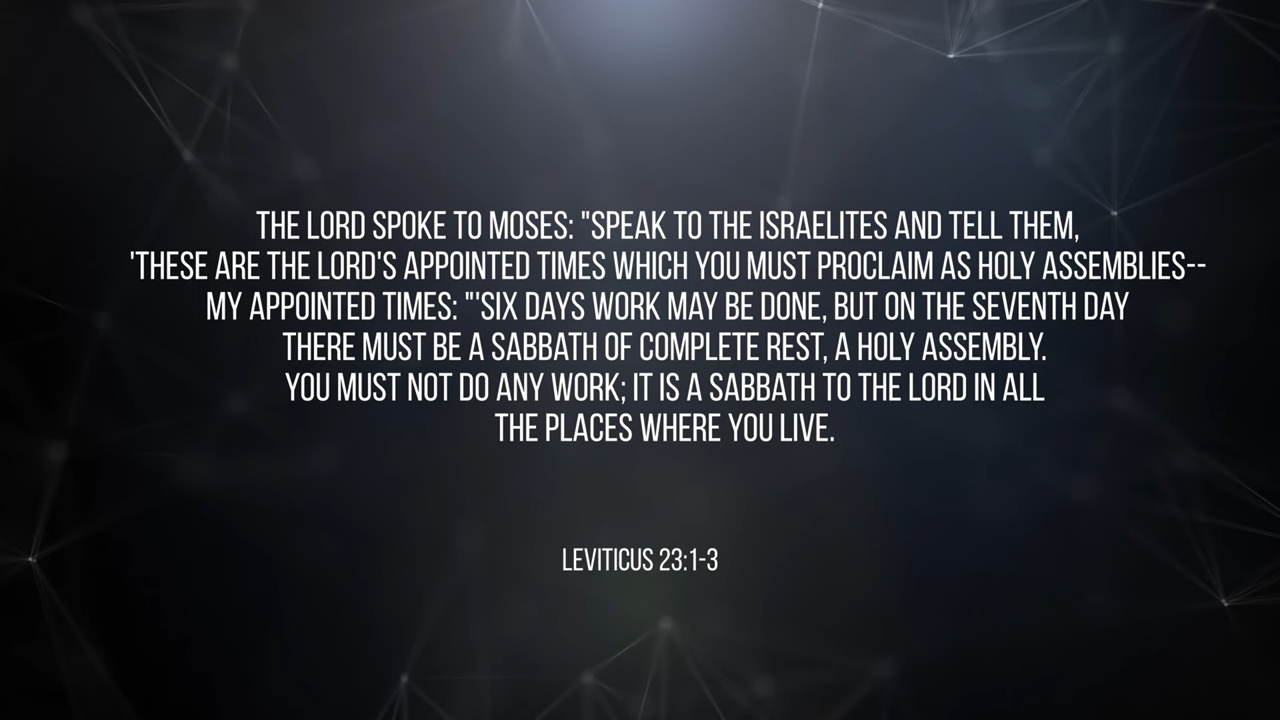 THE LORD SPOKE TO MOSES: "SPEAK TO THE ISRAELITES AND TELL THEM,
'THESE ARE THE LORD'S APPOINTED TIMES WHICH YOU MUST PROCLAIM AS HOLY ASSEMBLIES--
MY APPOINTED TIMES: "'SIX DAYS WORK MAY BE DONE, BUT ON THE SEVENTH DAY
THERE MUST BE A SABBATH OF COMPLETE REST, A HOLY ASSEMBLY.
YOU MUST NOT DO ANY WORK; IT IS A SABBATH TO THE LORD IN ALL
THE PLACES WHERE YOU LIVE.
LEVITICUS 23:1-3